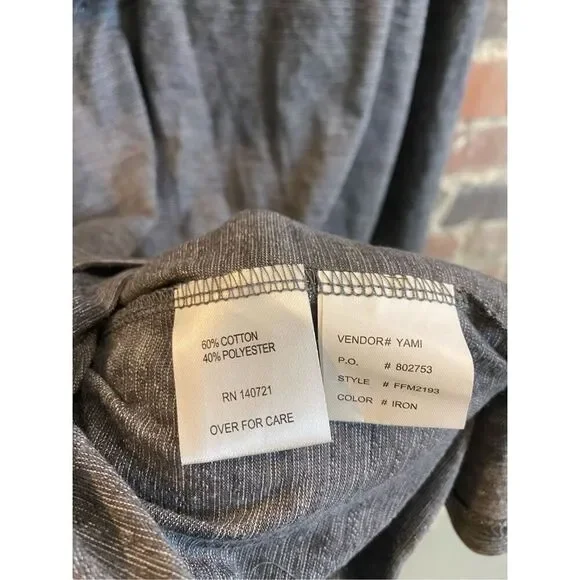 60% COTTON
40% POLYESTER
RN 140721
OVER FOR CARE
VENDOR# YAMI
P.O. # 802753
STYLE # FFM2193
COLOR # IRON